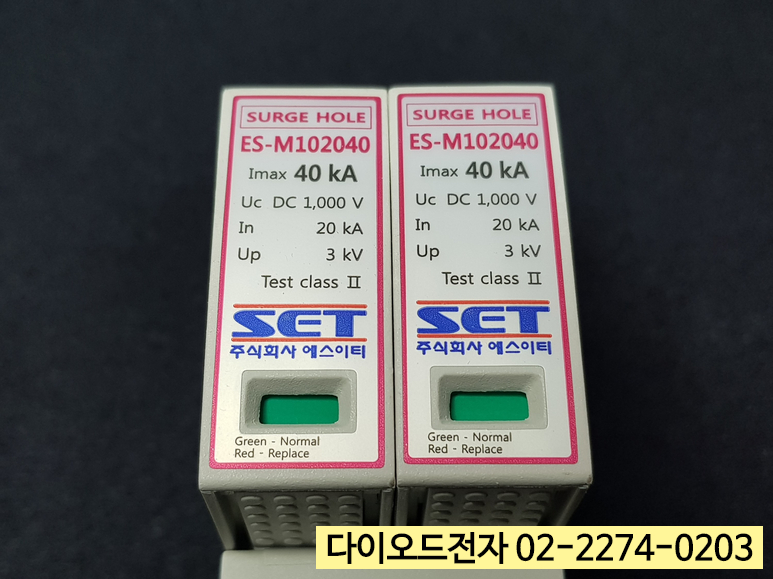 SURGE HOLE
ES-M102040
Imax 40 kA
Uc DC 1,000 V
In 20 kA
Up 3 kV
Test class Ⅱ
SET
주식회사 에스이티
Green - Normal
Red - Replace
SURGE HOLE
ES-M102040
Imax 40 kA
Uc DC 1,000 V
In 20 kA
Up 3 kV
Test class Ⅱ
SET
주식회사 에스이티
Green - Normal
Red - Replace
다이오드전자 02-2274-0203